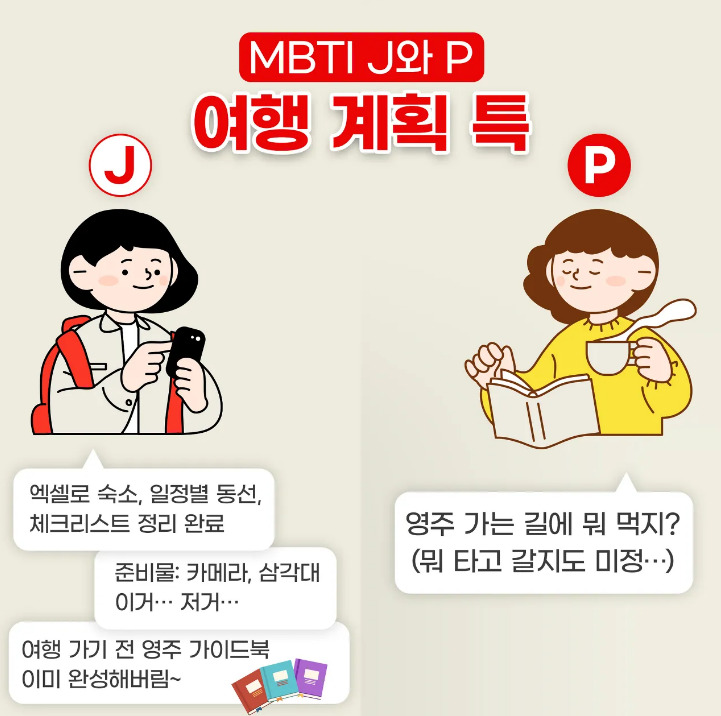 MBTI J와 P
여행 계획 특
J
엑셀로 숙소, 일정별 동선,
체크리스트 정리 완료
준비물: 카메라, 삼각대
이거… 저거…
여행 가기 전 영주 가이드북
이미 완성해버림~
P
영주 가는 길에 뭐 먹지?
(뭐 타고 갈지도 미정…)